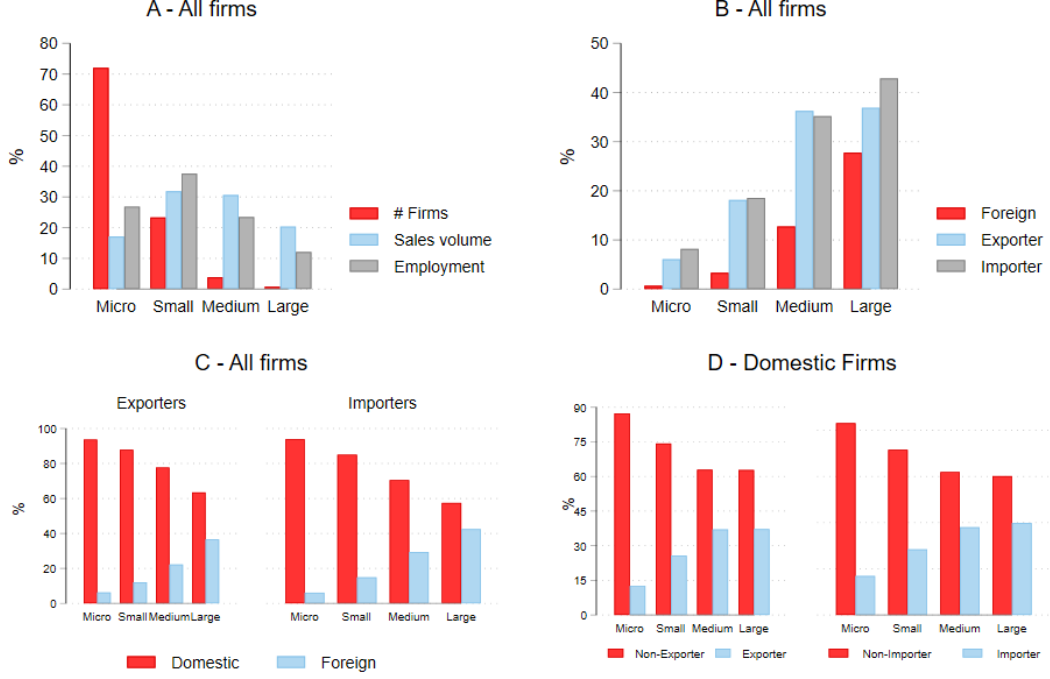 A - All firms
80
70
60
50
40
30
20
10
0
%
Micro Small Medium Large
# Firms
Sales volume
Employment
B - All firms
50
40
30
20
10
0
%
Micro Small Medium Large
Foreign
Exporter
Importer
C - All firms
Exporters Importers
100
80
60
40
20
0
%
Micro Small Medium Large Micro Small Medium Large
Domestic Foreign
D - Domestic Firms
90
75
60
45
30
15
0
%
Micro Small Medium Large Micro Small Medium Large
Non-Exporter Exporter Non-Importer Importer